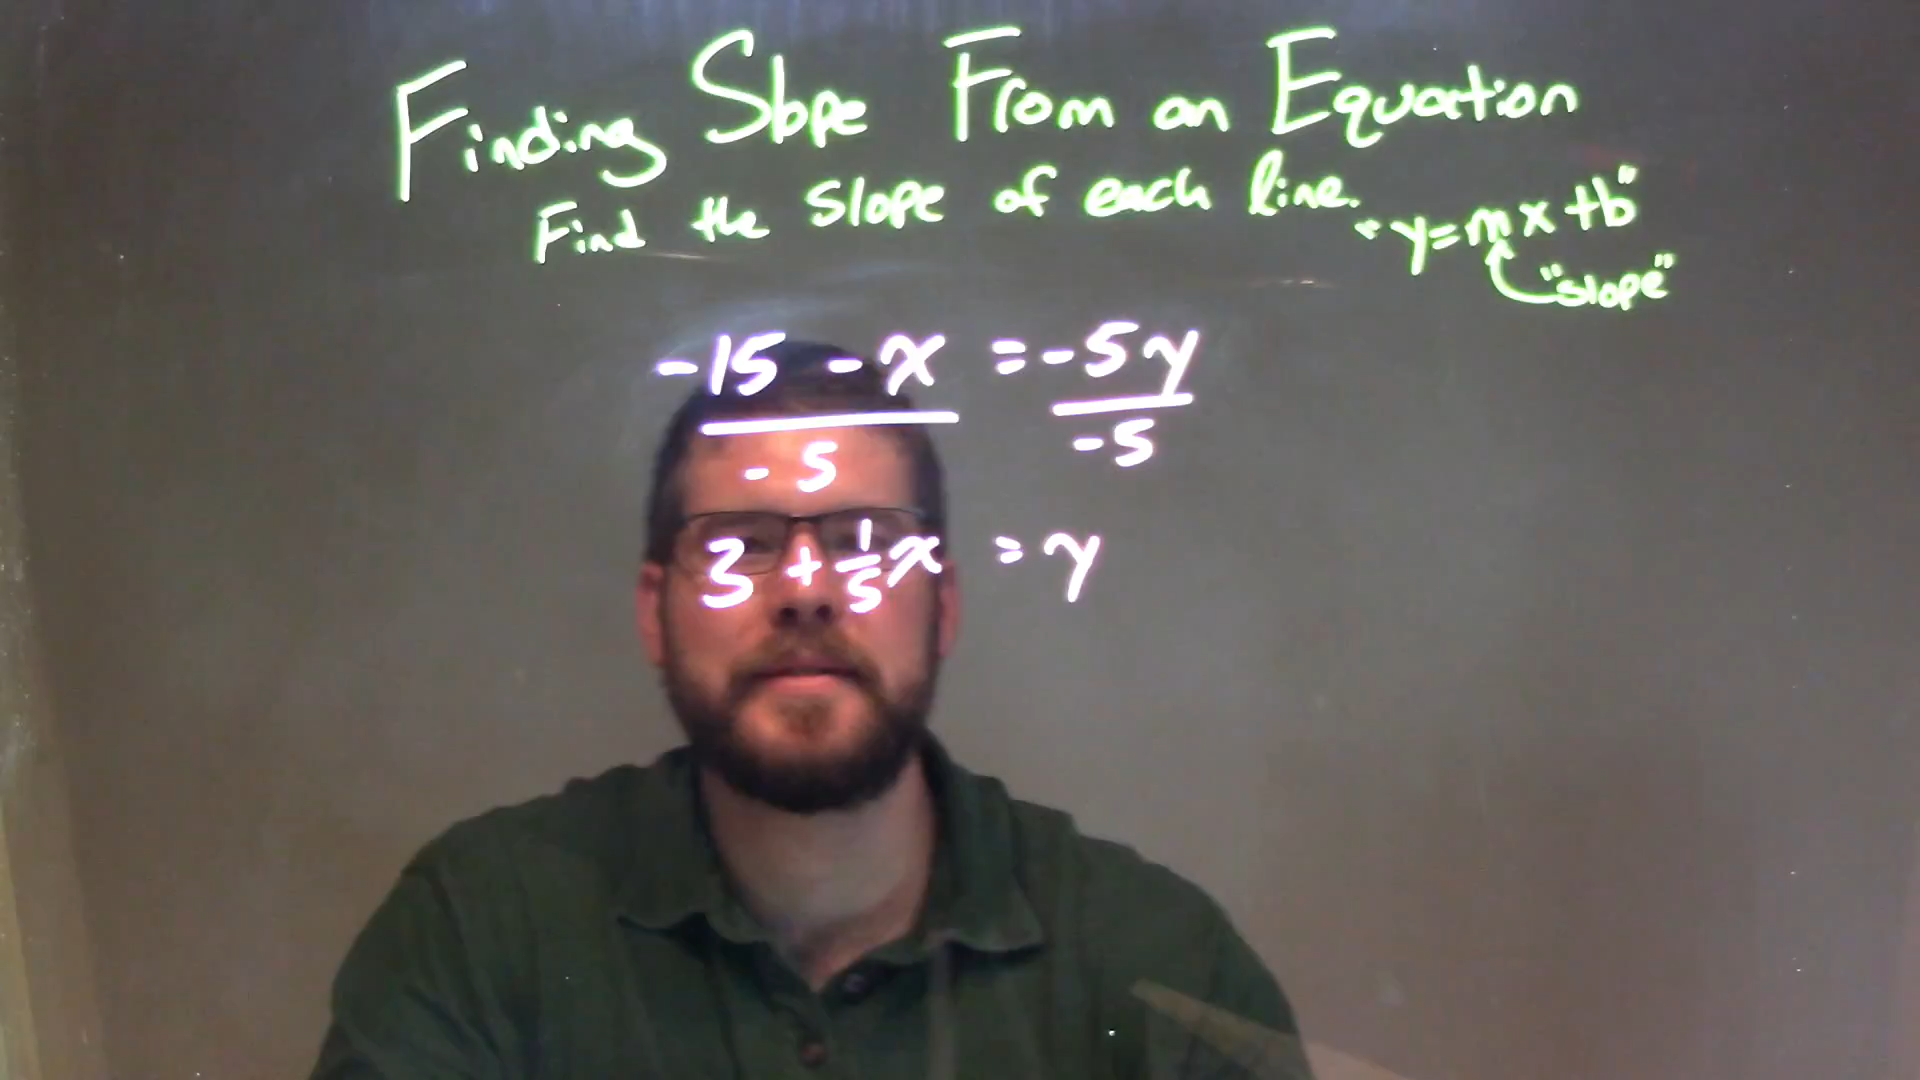 Finding Slope From an Equation
Find the slope of each line.
"y=mx+b"
"slope"
-15 - x = -5y
-5 -5
3 + 1/5 x = y